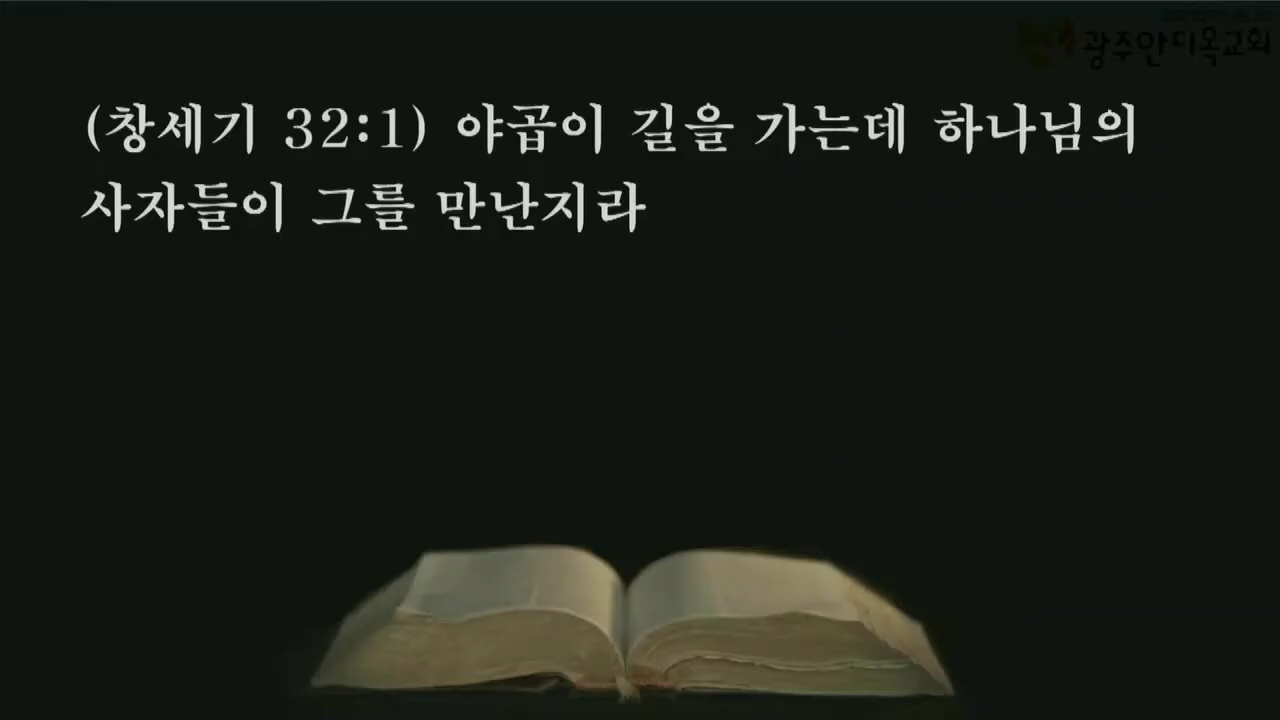 광주안디옥교회
(창세기 32:1) 야곱이 길을 가는데 하나님의
사자들이 그를 만난지라